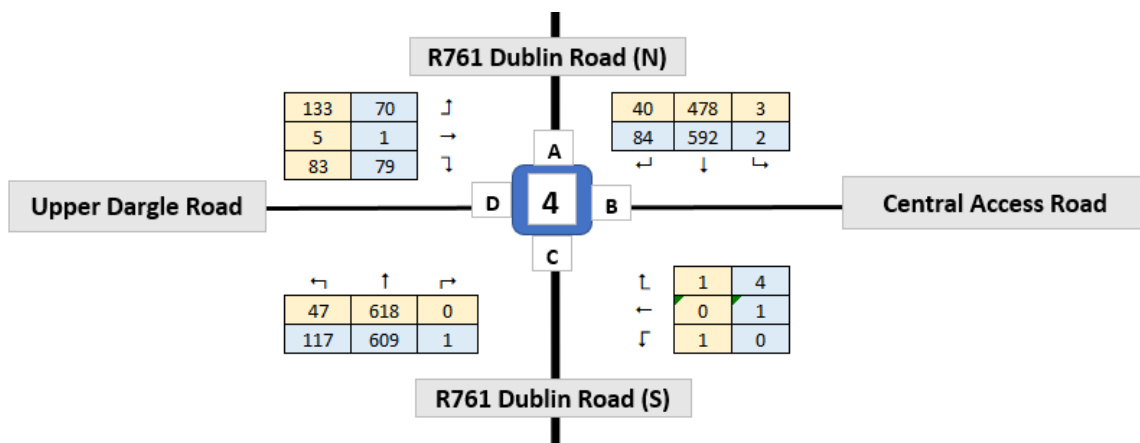 R761 Dublin Road (N)
133 70 ⮥
5 1 →
83 79 ⮧
40 478 3
84 592 2
↵ ↓ ↳
A
Upper Dargle Road
D
4
B
Central Access Road
C
↰ ↑ ↱
47 618 0
117 609 1
↑ 1 4
← 0 1
↓ 1 0
R761 Dublin Road (S)